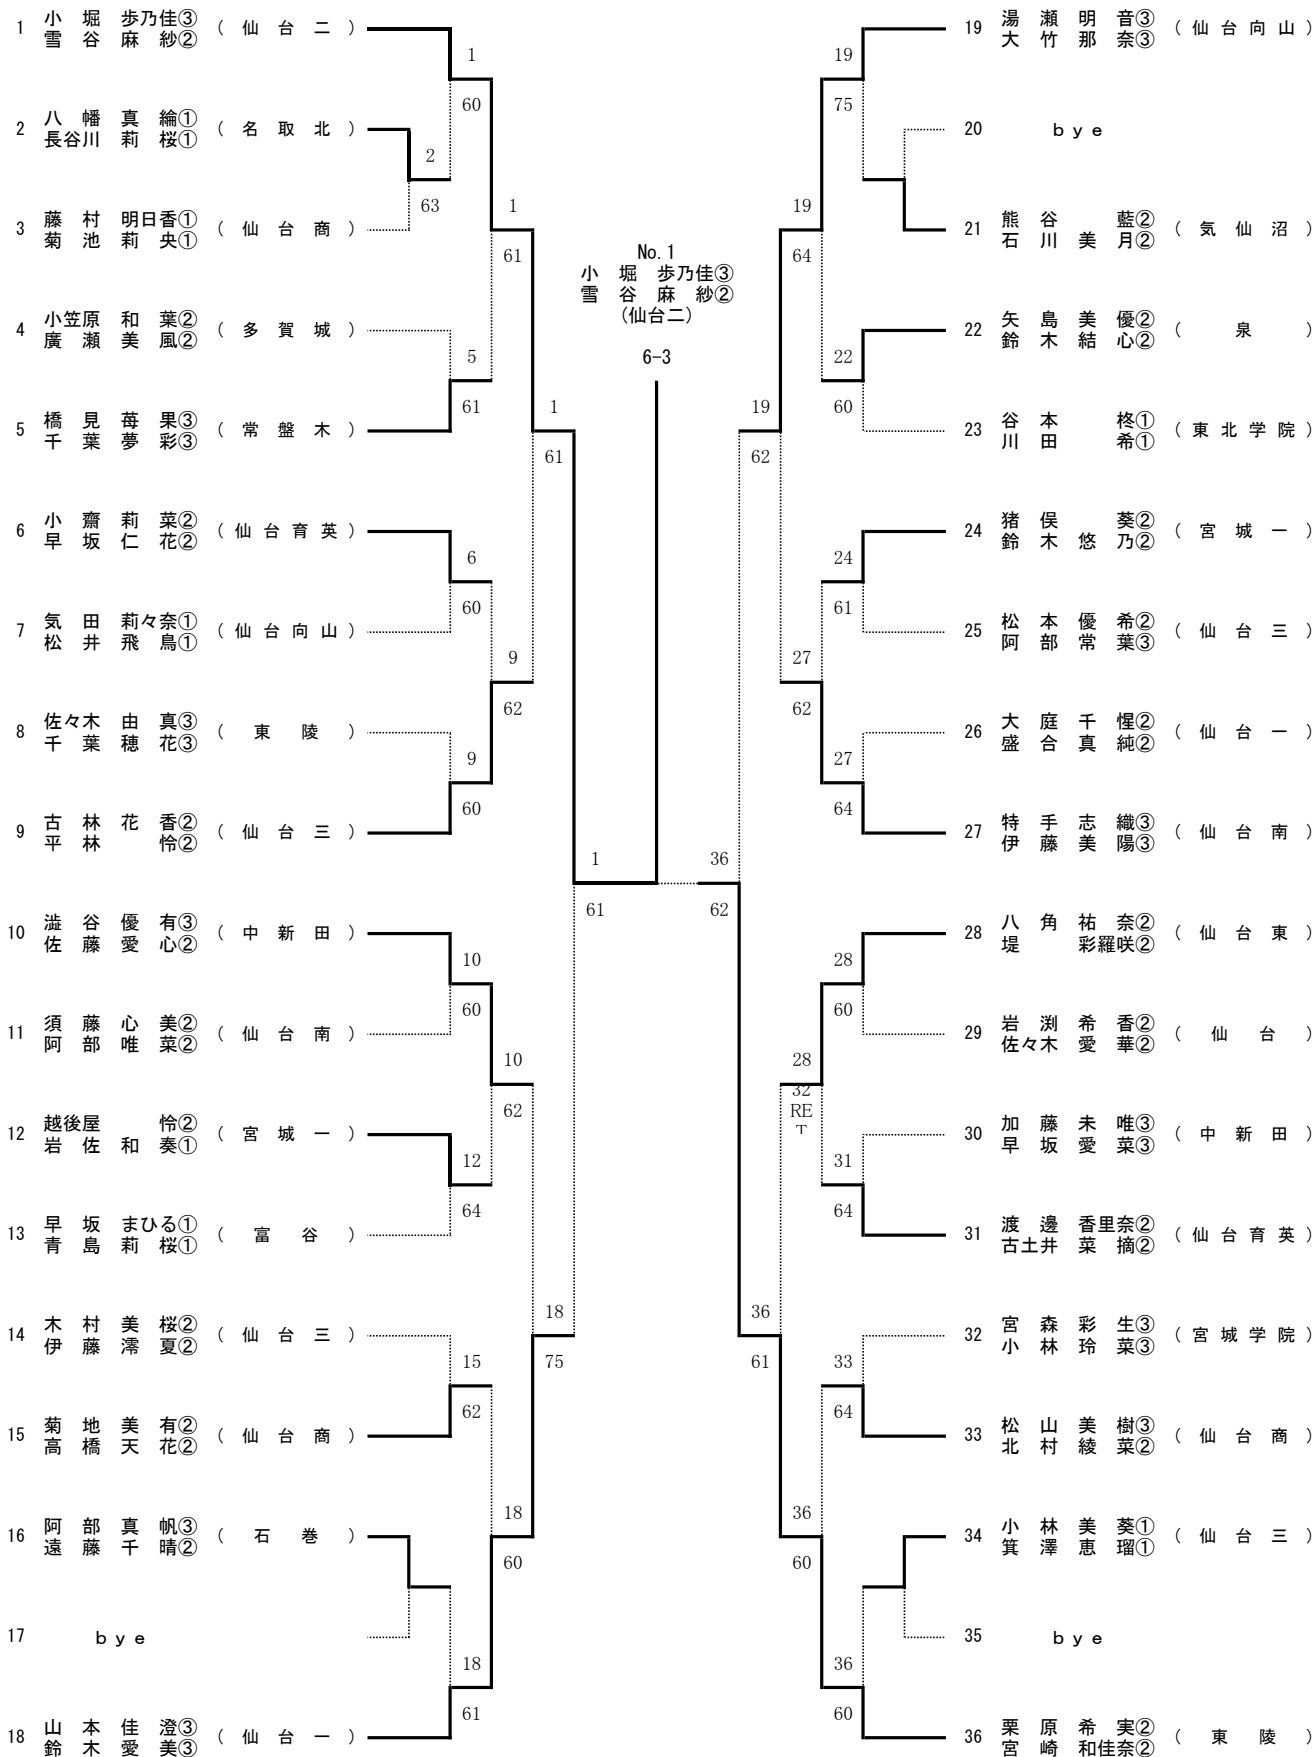 1 小堀 歩乃佳③ (仙台二)
雪谷 麻紗②
1
60
2 八幡 真綸① (名取北)
長谷川 莉桜①
2
63
3 藤村 明日香① (仙台商)
菊池 莉央①
1
61
4 小笠原 和葉② (多賀城)
廣瀬 美風②
5
61
5 橋見 苺果③ (常盤木)
千葉 夢彩③
1
61
6 小齋 莉菜② (仙台育英)
早坂 仁花②
6
60
7 気田 莉々奈① (仙台向山)
松井 飛鳥①
9
62
8 佐々木 由真③ (東陵)
千葉 穂花③
9
60
9 古林 花香② (仙台三)
平林 怜②
1
61
10 澁谷 優有③ (中新田)
佐藤 愛心②
10
60
11 須藤 心美② (仙台南)
阿部 唯菜②
10
62
12 越後屋 怜② (宮城一)
岩佐 和奏①
12
64
13 早坂 まひる① (富谷)
青島 莉桜①
18
75
14 木村 美桜② (仙台三)
伊藤 澪夏②
15
62
15 菊地 美有② (仙台商)
高橋 天花②
18
60
16 阿部 真帆③ (石巻)
遠藤 千晴②
17 bye
18
61
18 山本 佳澄③ (仙台一)
鈴木 愛美③
No.1
小堀 歩乃佳③
雪谷 麻紗②
(仙台二)
6-3
19 湯瀬 明音③ (仙台向山)
大竹 那奈③
19
75
20 bye
19
64
21 熊谷 藍② (気仙沼)
石川 美月②
22 矢島 美優② (泉)
鈴木 結心②
22
60
19
62
23 谷本 柊① (東北学院)
川田 希①
24 猪俣 葵② (宮城一)
鈴木 悠乃②
24
61
25 松本 優希② (仙台三)
阿部 常葉③
27
62
26 大庭 千惺② (仙台一)
盛合 真純②
27
64
27 特手 志織③ (仙台南)
伊藤 美陽③
36
62
28 八角 祐奈② (仙台東)
堤 彩羅咲②
28
60
29 岩渕 希香② (仙台)
佐々木 愛華②
28
32
RE
T
30 加藤 未唯③ (中新田)
早坂 愛菜③
31
64
31 渡邊 香里奈② (仙台育英)
古土井 菜摘②
36
61
32 宮森 彩生③ (宮城学院)
小林 玲菜③
33
64
33 松山 美樹③ (仙台商)
北村 綾菜②
36
60
34 小林 美葵① (仙台三)
箕澤 恵瑠①
35 bye
36
60
36 栗原 希実② (東陵)
宮崎 和佳奈②